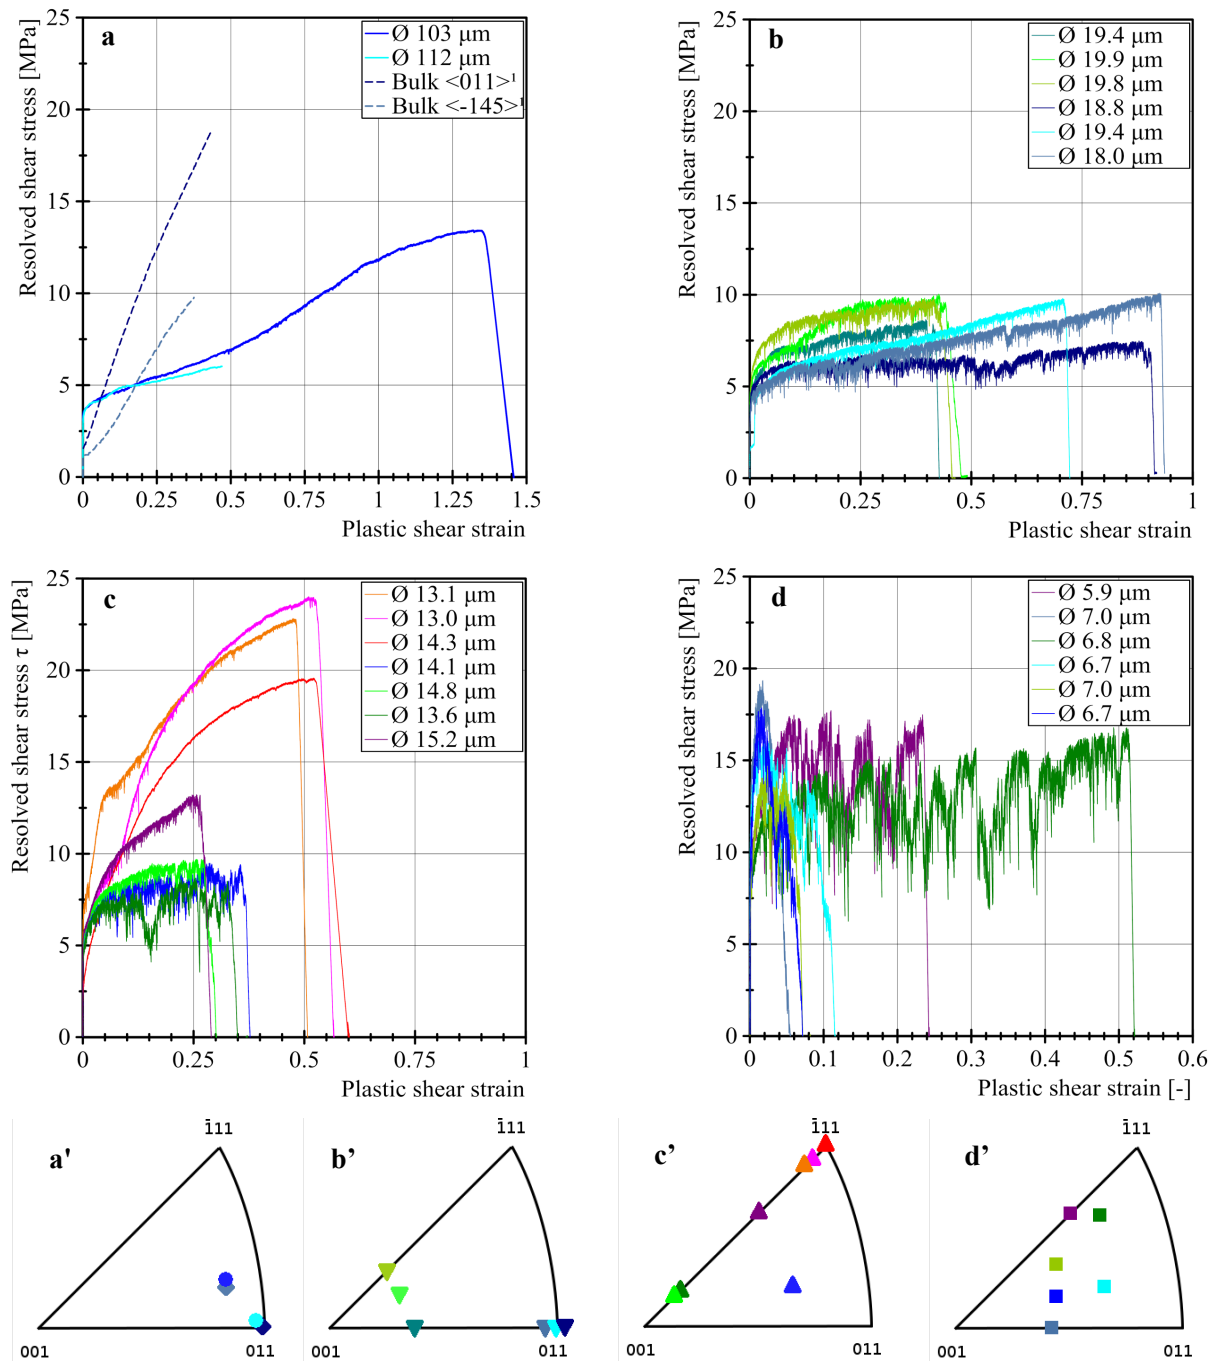 a
Resolved shear stress [MPa]
25
20
15
10
5
0
0
0.25
0.5
0.75
1
1.25
1.5
Plastic shear strain
Ø 103 μm
Ø 112 μm
Bulk <011>¹
Bulk <-145>¹
b
Resolved shear stress [MPa]
25
20
15
10
5
0
0
0.25
0.5
0.75
1
Plastic shear strain
Ø 19.4 μm
Ø 19.9 μm
Ø 19.8 μm
Ø 18.8 μm
Ø 19.4 μm
Ø 18.0 μm
c
Resolved shear stress τ [MPa]
25
20
15
10
5
0
0
0.25
0.5
0.75
1
Plastic shear strain
Ø 13.1 μm
Ø 13.0 μm
Ø 14.3 μm
Ø 14.1 μm
Ø 14.8 μm
Ø 13.6 μm
Ø 15.2 μm
d
Resolved shear stress [MPa]
25
20
15
10
5
0
0
0.1
0.2
0.3
0.4
0.5
0.6
Plastic shear strain [-]
Ø 5.9 μm
Ø 7.0 μm
Ø 6.8 μm
Ø 6.7 μm
Ø 7.0 μm
Ø 6.7 μm
a'
1̄11
001
011
b’
1̄11
001
011
c’
1̄11
001
011
d’
1̄11
001
011